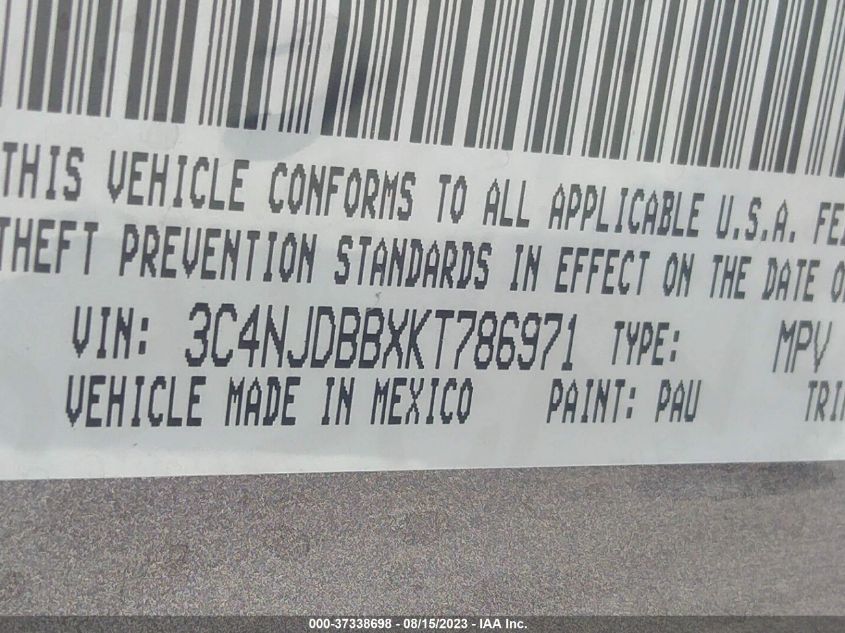 THIS VEHICLE CONFORMS TO ALL APPLICABLE U.S.A.
THEFT PREVENTION STANDARDS IN EFFECT ON THE DATE
VIN: 3C4NJDBBXKT786971 TYPE: MPV
VEHICLE MADE IN MEXICO PAINT: PAU
000-37338698 - 08/15/2023 - IAA Inc.